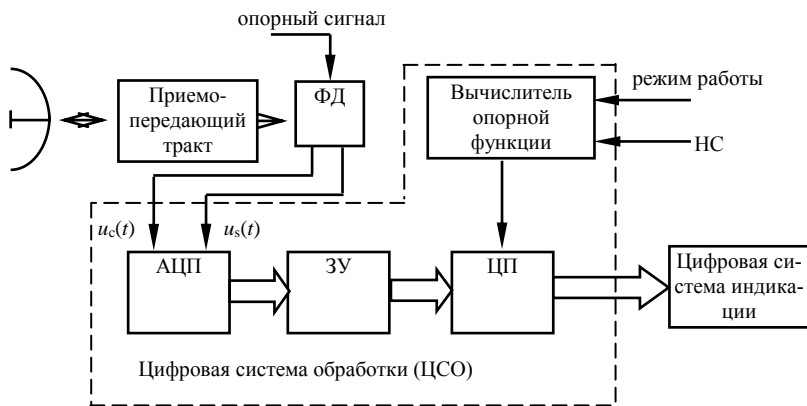 опорный сигнал
Приемо-
передающий
тракт
ФД
Вычислитель
опорной
функции
режим работы
НС
uc(t)
us(t)
АЦП
ЗУ
ЦП
Цифровая си-
стема индика-
ции
Цифровая система обработки (ЦСО)